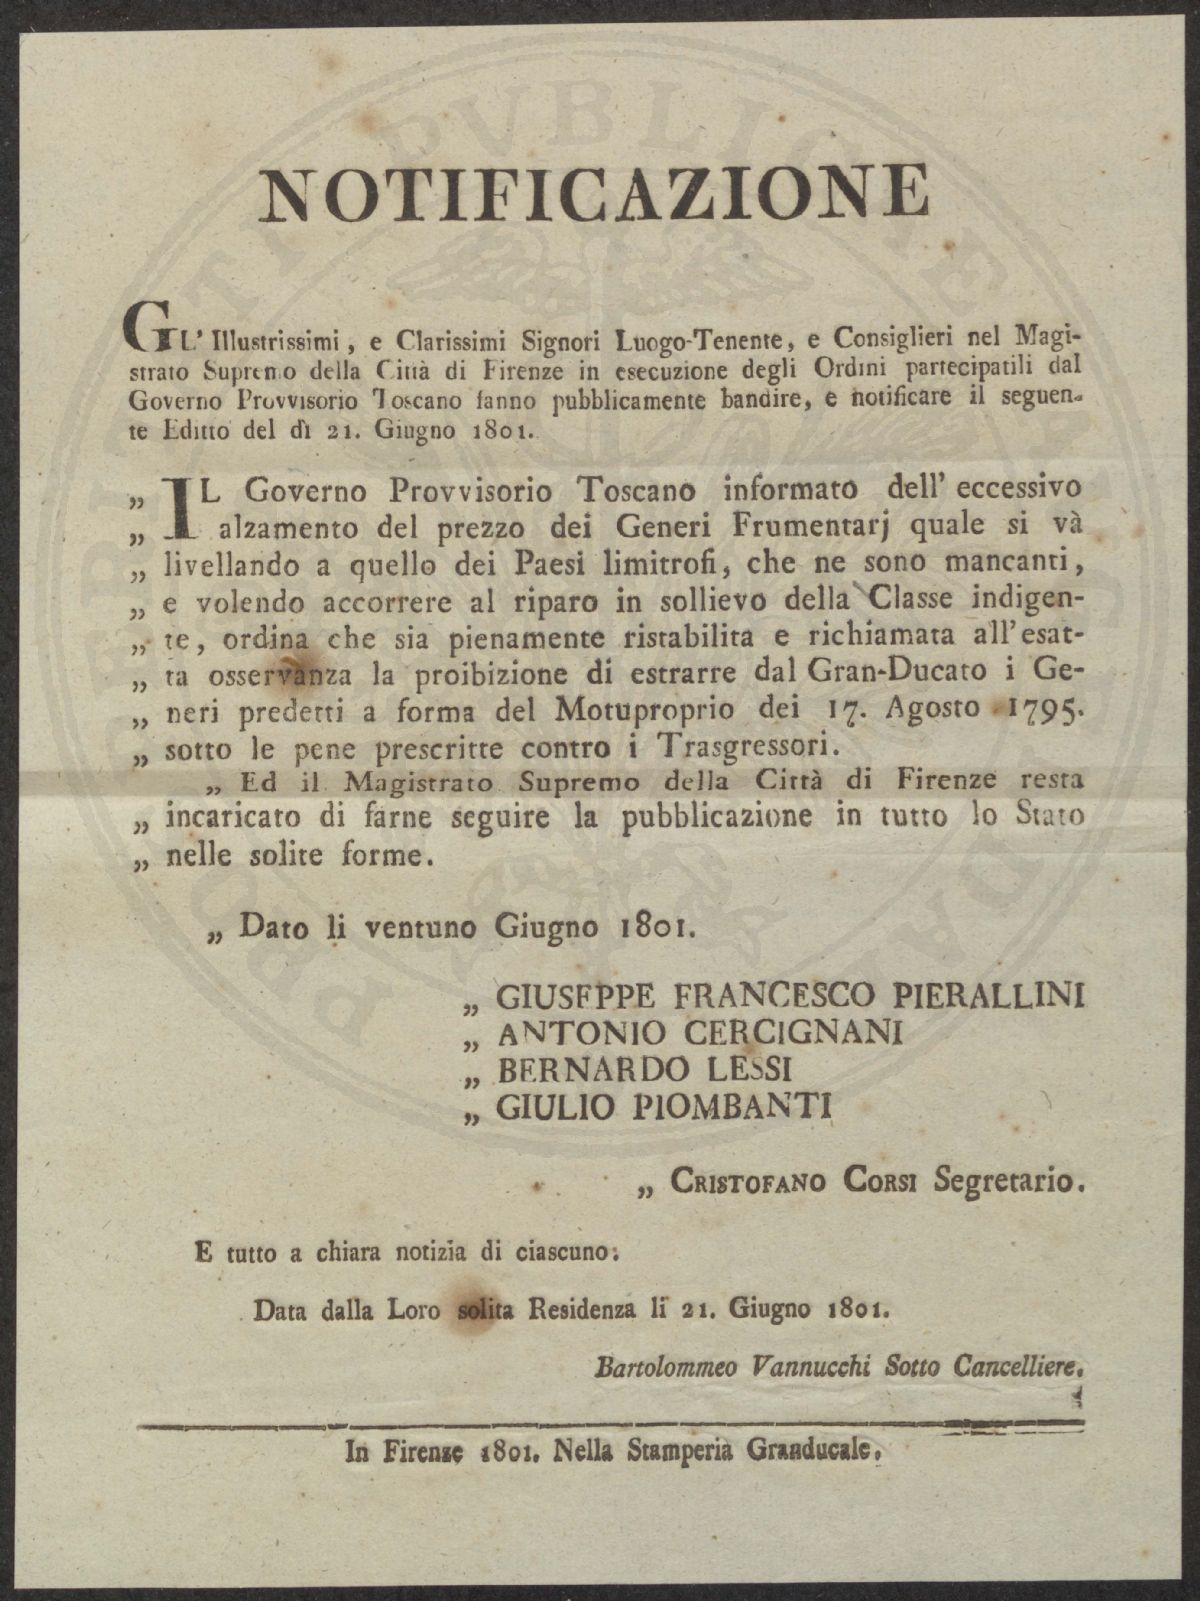 NOTIFICAZIONE
GL' Illustrissimi, e Clarissimi Signori Luogo-Tenente, e Consiglieri nel Magi-
strato Supremo della Città di Firenze in esecuzione degli Ordini partecipatili dal
Governo Provvisorio Toscano fanno pubblicamente bandire, e notificare il seguen-
te Editto del dì 21. Giugno 1801.
„ IL Governo Provvisorio Toscano informato dell' eccessivo
„ alzamento del prezzo dei Generi Frumentarj quale si và
„ livellando a quello dei Paesi limitrofi, che ne sono mancanti,
„ e volendo accorrere al riparo in sollievo della Classe indigen-
„ te, ordina che sia pienamente ristabilita e richiamata all' esat-
„ ta osservanza la proibizione di estrarre dal Gran-Ducato i Ge-
„ neri predetti a forma del Motuproprio dei 17. Agosto 1795.
„ sotto le pene prescritte contro i Trasgressori.
„ Ed il Magistrato Supremo della Città di Firenze resta
„ incaricato di farne seguire la pubblicazione in tutto lo Stato
„ nelle solite forme.
„ Dato li ventuno Giugno 1801.
„ GIUSEPPE FRANCESCO PIERALLINI
„ ANTONIO CERCIGNANI
„ BERNARDO LESSI
„ GIULIO PIOMBANTI
„ CRISTOFANO CORSI Segretario.
E tutto a chiara notizia di ciascuno:
Data dalla Loro solita Residenza li 21. Giugno 1801.
Bartolommeo Vannucchi Sotto Cancelliere.
In Firenze 1801. Nella Stamperia Granducale.